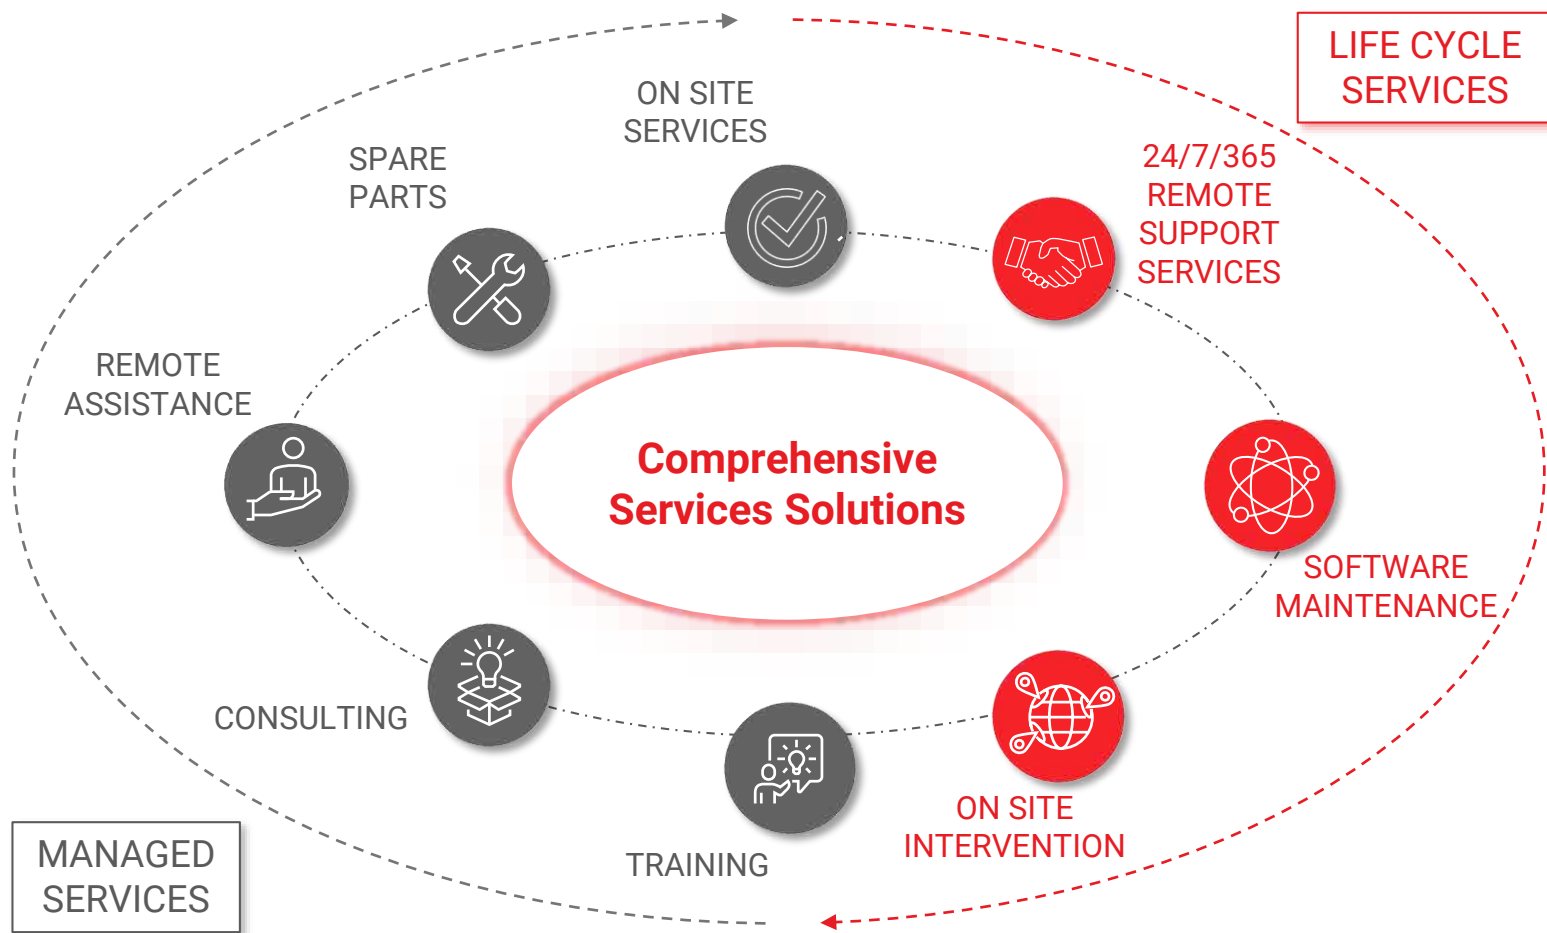 LIFE CYCLE
SERVICES
ON SITE
SERVICES
24/7/365
REMOTE
SUPPORT
SERVICES
SPARE
PARTS
REMOTE
ASSISTANCE
Comprehensive
Services Solutions
SOFTWARE
MAINTENANCE
CONSULTING
ON SITE
INTERVENTION
TRAINING
MANAGED
SERVICES